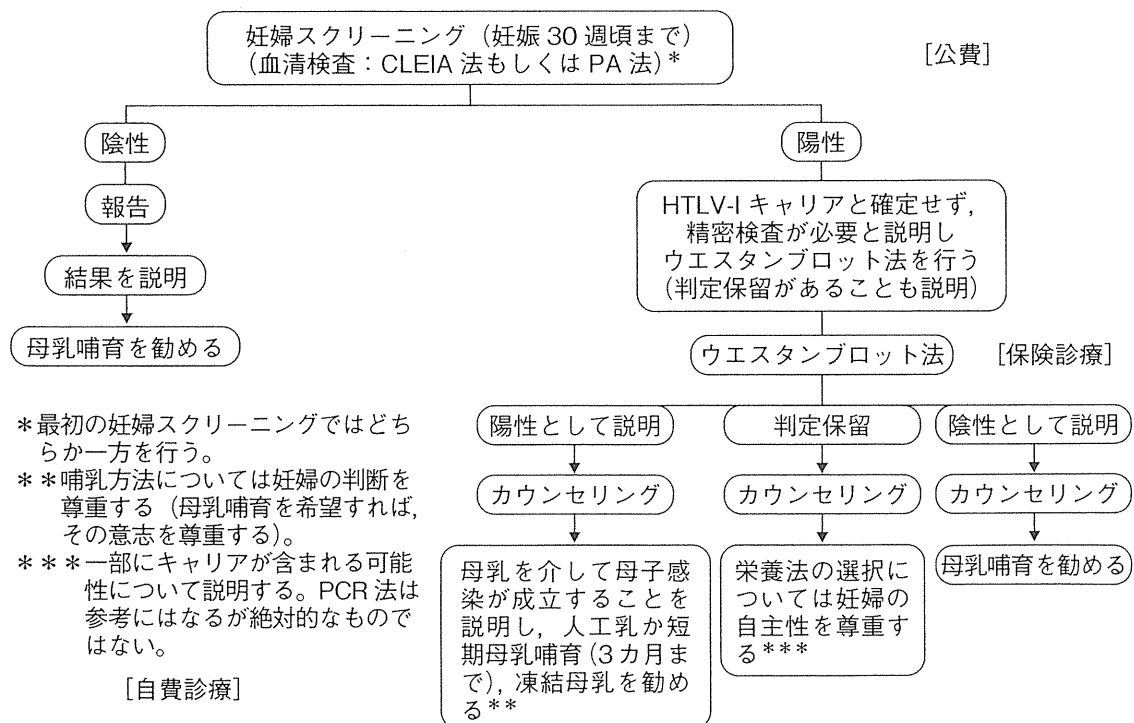 妊婦スクリーニング（妊娠 30 週頃まで）
（血清検査：CLEIA 法もしくは PA 法）*
［公費］
陰性
陽性
報告
結果を説明
母乳哺育を勧める
HTLV-I キャリアと確定せず，
精密検査が必要と説明し
ウエスタンブロット法を行う
（判定保留があることも説明）
ウエスタンブロット法
［保険診療］
陽性として説明
判定保留
陰性として説明
カウンセリング
カウンセリング
カウンセリング
母乳を介して母子感
染が成立することを
説明し，人工乳か短
期母乳哺育（3 カ月ま
で），凍結母乳を勧め
る**
栄養法の選択に
ついては妊婦の
自主性を尊重す
る***
母乳哺育を勧める
*最初の妊婦スクリーニングではどち
らか一方を行う。
**哺乳方法については妊婦の判断を
尊重する（母乳哺育を希望すれば，
その意志を尊重する）。
***一部にキャリアが含まれる可能
性について説明する。PCR 法は
参考にはなるが絶対的なもので
はない。
［自費診療］